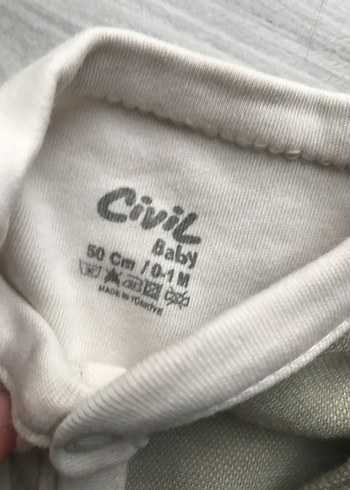 Civil
Baby
50 Cm / 0-1 M
MADE IN TÜRKİYE